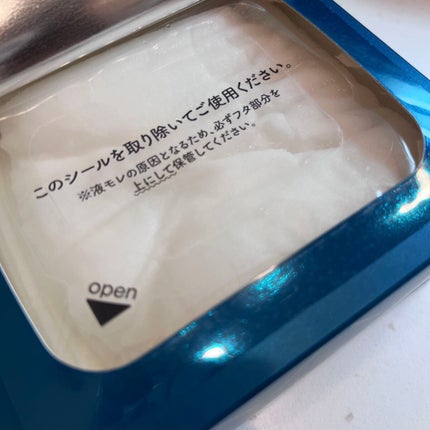 このシールを取り除いてご使用ください。
※液モレの原因となるため、必ずフタ部分を
上にして保管してください。
open